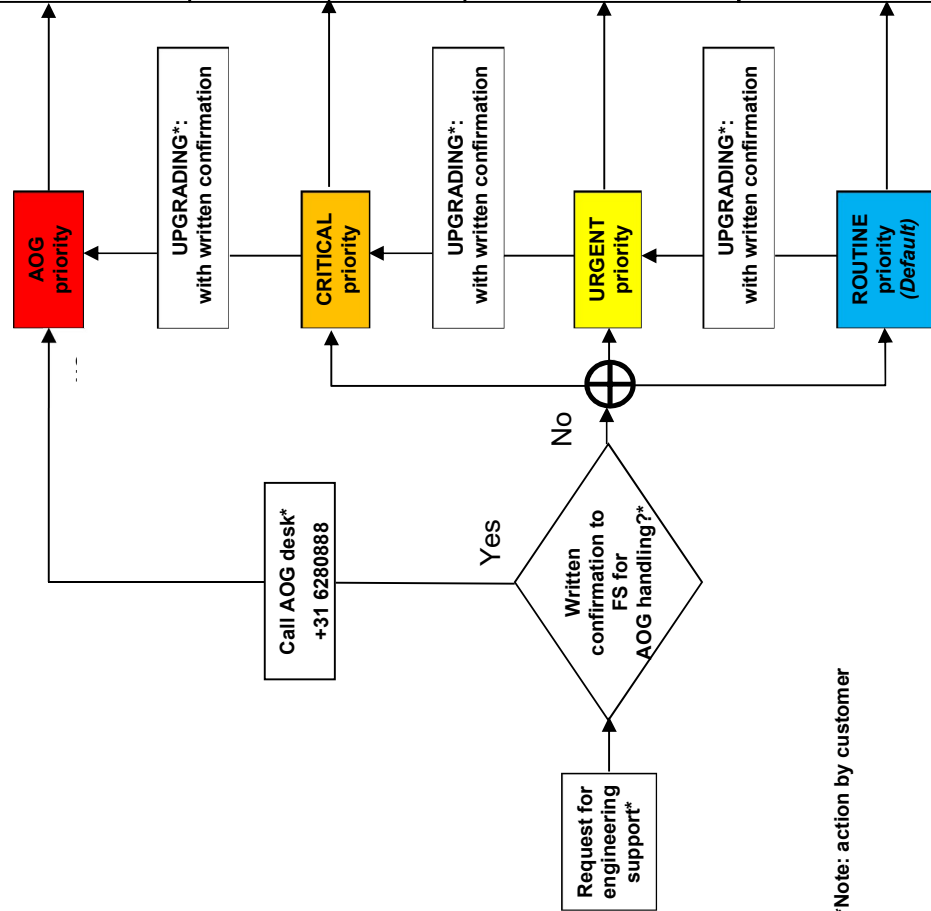 Request for
engineering
support*
Written
confirmation to
FS for
AOG handling?*
Yes
No
Call AOG desk*
+31 6280888
AOG
priority
UPGRADING*:
with written confirmation
CRITICAL
priority
UPGRADING*:
with written confirmation
URGENT
priority
UPGRADING*:
with written confirmation
ROUTINE
priority
(Default)
*Note: action by customer